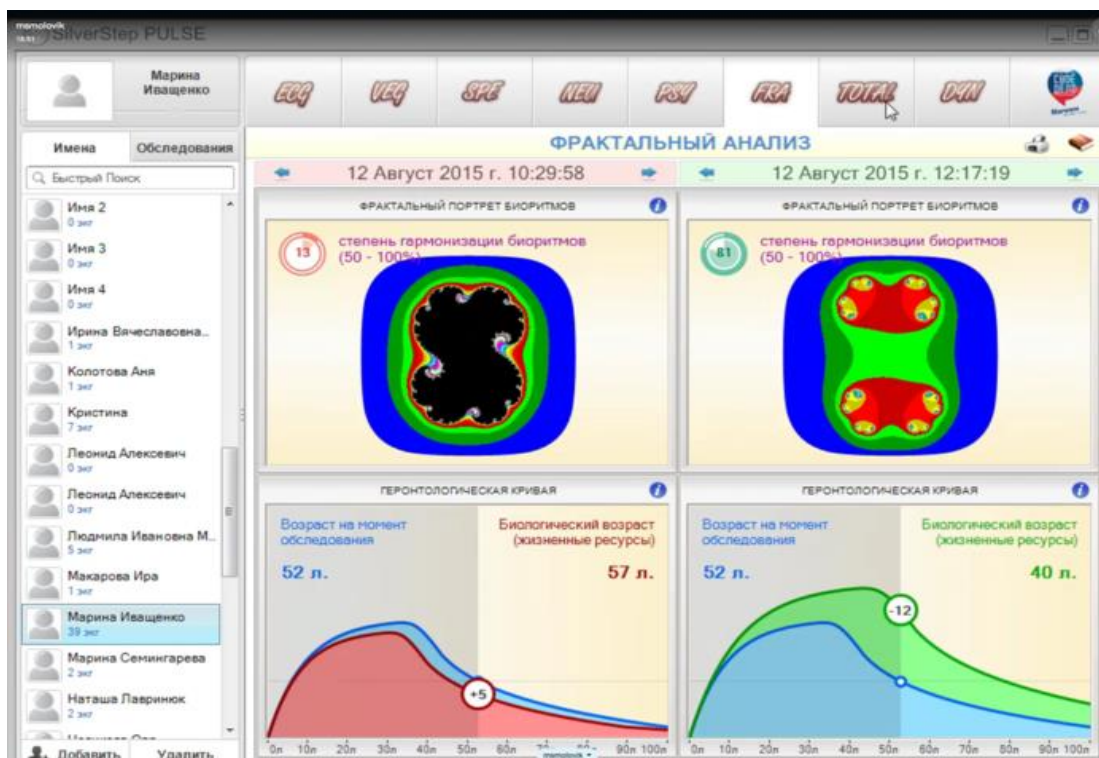 memolovik
SilverStep PULSE
Марина
Иващенко
ECG
VEG
SPE
NEU
PSY
FRA
TOTAL
DYN
Имена
Обследования
ФРАКТАЛЬНЫЙ АНАЛИЗ
Быстрый Поиск
12 Август 2015 г. 10:29:58
12 Август 2015 г. 12:17:19
Имя 2
0 экг
Имя 3
0 экг
Имя 4
0 экг
Ирина Вячеславовна...
1 экг
Колотова Аня
1 экг
Кристина
7 экг
Леонид Алексевич
0 экг
Леонид Алексевич
0 экг
Людмила Ивановна М...
5 экг
Макарова Ира
1 экг
Марина Иващенко
39 экг
Марина Семингарева
2 экг
Наташа Лавринюк
2 экг
Добавить
Удалить
ФРАКТАЛЬНЫЙ ПОРТРЕТ БИОРИТМОВ
13
степень гармонизации биоритмов
(50 - 100%)
ФРАКТАЛЬНЫЙ ПОРТРЕТ БИОРИТМОВ
81
степень гармонизации биоритмов
(50 - 100%)
ГЕРОНТОЛОГИЧЕСКАЯ КРИВАЯ
Возраст на момент
обследования
52 л.
Биологический возраст
(жизненные ресурсы)
57 л.
+5
0л 10л 20л 30л 40л 50л 60л 90л 100л
memolovik
ГЕРОНТОЛОГИЧЕСКАЯ КРИВАЯ
Возраст на момент
обследования
52 л.
Биологический возраст
(жизненные ресурсы)
40 л.
-12
0л 10л 20л 30л 40л 50л 60л 70л 80л 90л 100л